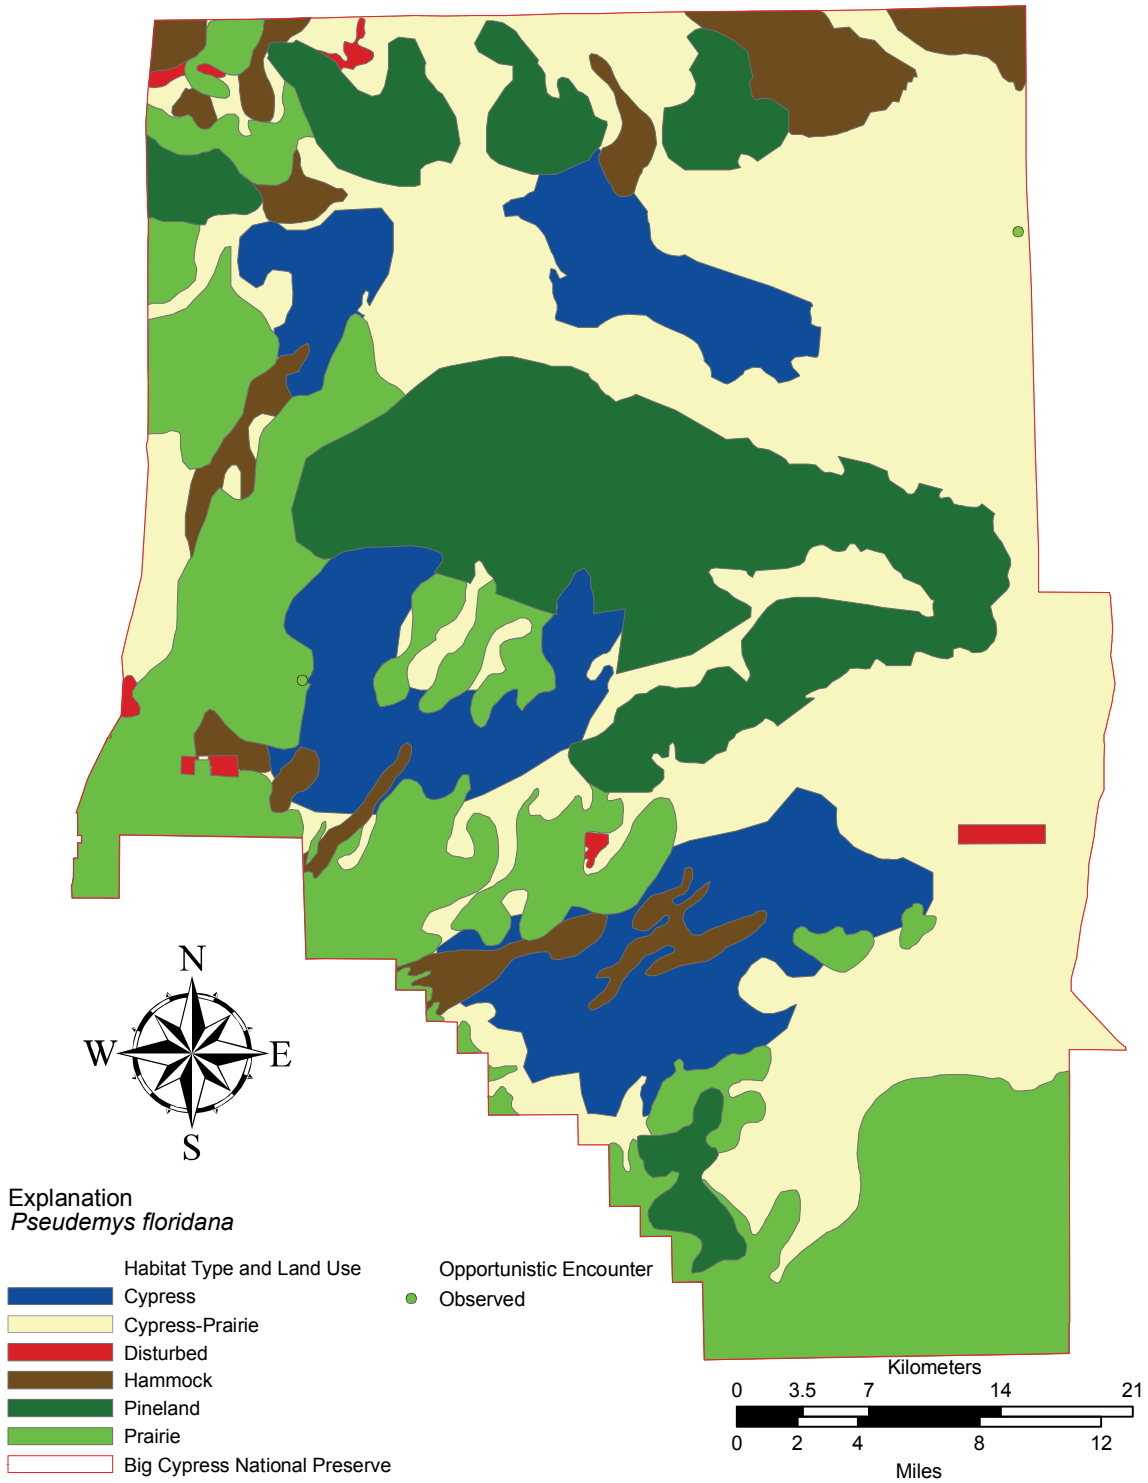 N
W
E
S
Explanation
Pseudemys floridana
Habitat Type and Land Use
Cypress
Cypress-Prairie
Disturbed
Hammock
Pineland
Prairie
Big Cypress National Preserve
Opportunistic Encounter
Observed
Kilometers
0 3.5 7 14 21
0 2 4 8 12
Miles